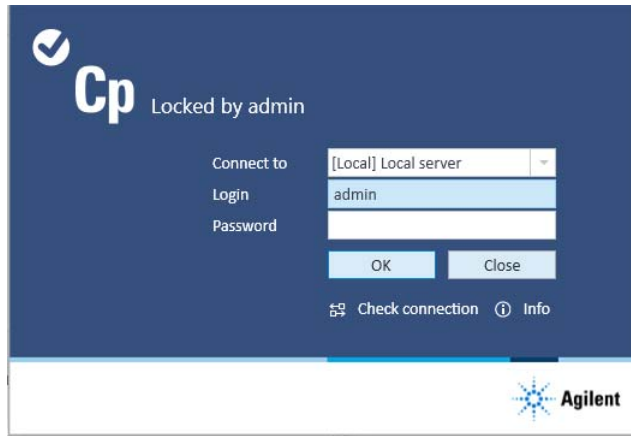 Cp Locked by admin
Connect to [Local] Local server
Login admin
Password
OK Close
Check connection Info
Agilent